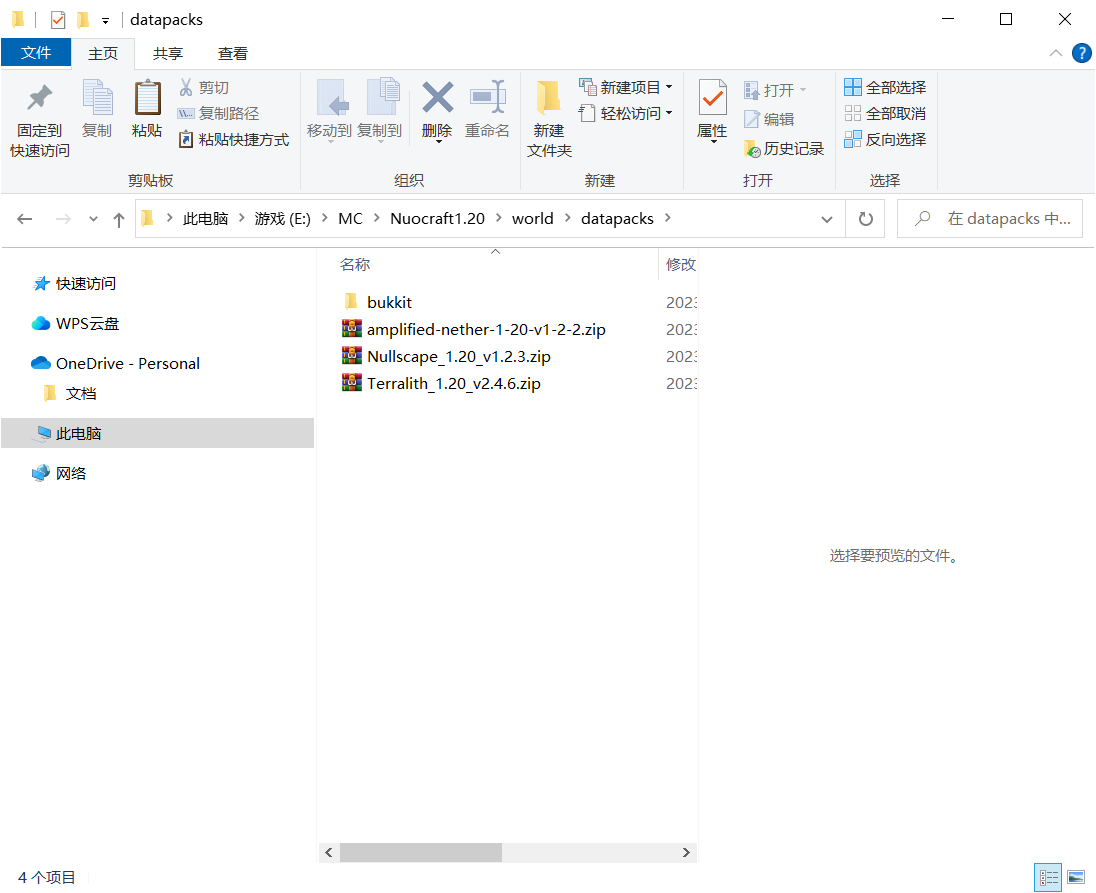 datapacks
文件 主页 共享 查看
固定到
快速访问
复制
粘贴
剪切
复制路径
粘贴快捷方式
剪贴板
移动到
复制到
删除
重命名
组织
新建
文件夹
新建项目
轻松访问
新建
属性
打开
编辑
历史记录
打开
全部选择
全部取消
反向选择
选择
此电脑 > 游戏 (E:) > MC > Nuocraft1.20 > world > datapacks >
在 datapacks 中...
快速访问
WPS云盘
OneDrive - Personal
文档
此电脑
网络
名称 修改
bukkit 2023
amplified-nether-1-20-v1-2-2.zip 2023
Nullscape_1.20_v1.2.3.zip 2023
Terralith_1.20_v2.4.6.zip 2023
选择要预览的文件。
4 个项目